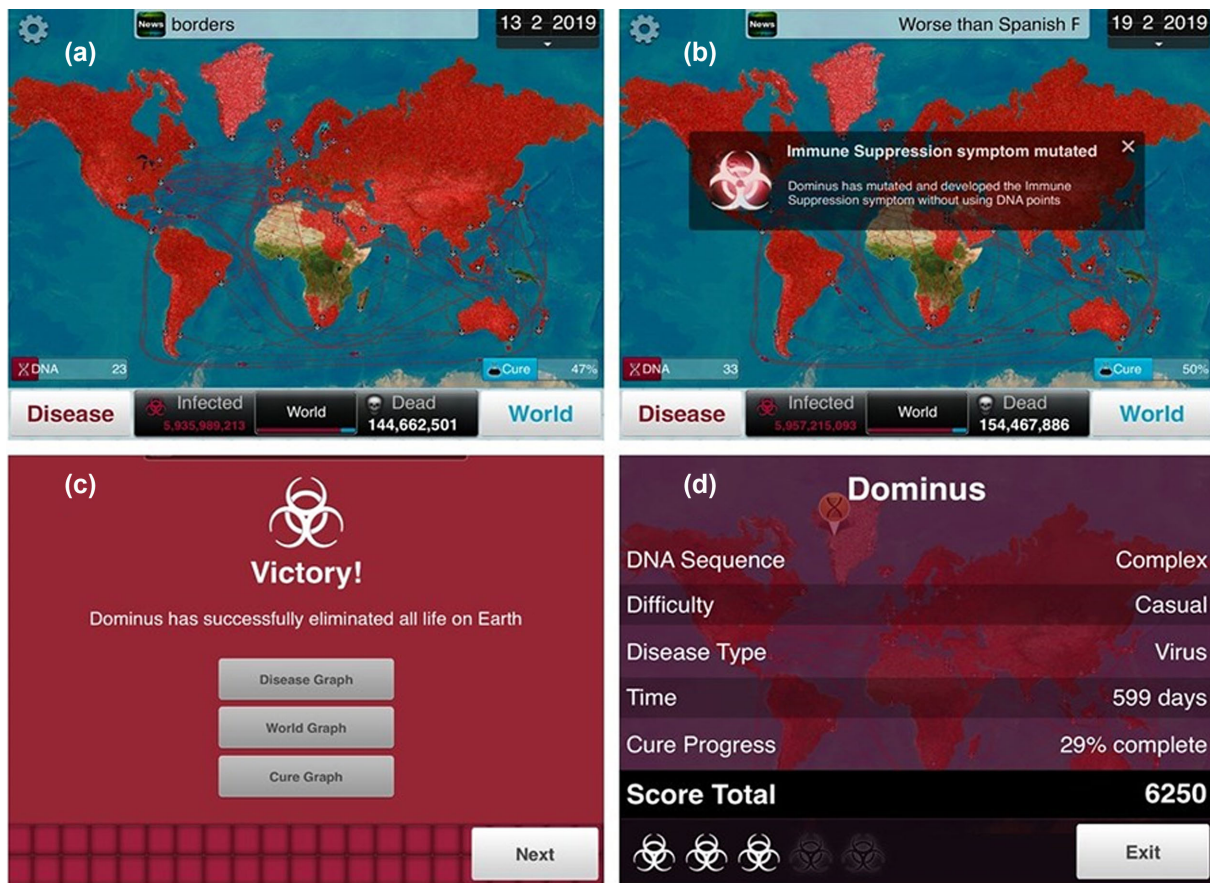 (a)
News borders
13 2 2019
DNA 23
Cure 47%
Disease
Infected
5,935,989,213
World
Dead
144,662,501
World
(b)
News Worse than Spanish F
19 2 2019
Immune Suppression symptom mutated
Dominus has mutated and developed the Immune
Suppression symptom without using DNA points
DNA 33
Cure 50%
Disease
Infected
5,957,215,093
World
Dead
154,467,886
World
(c)
Victory!
Dominus has successfully eliminated all life on Earth
Disease Graph
World Graph
Cure Graph
Next
(d)
Dominus
DNA Sequence Complex
Difficulty Casual
Disease Type Virus
Time 599 days
Cure Progress 29% complete
Score Total 6250
Exit